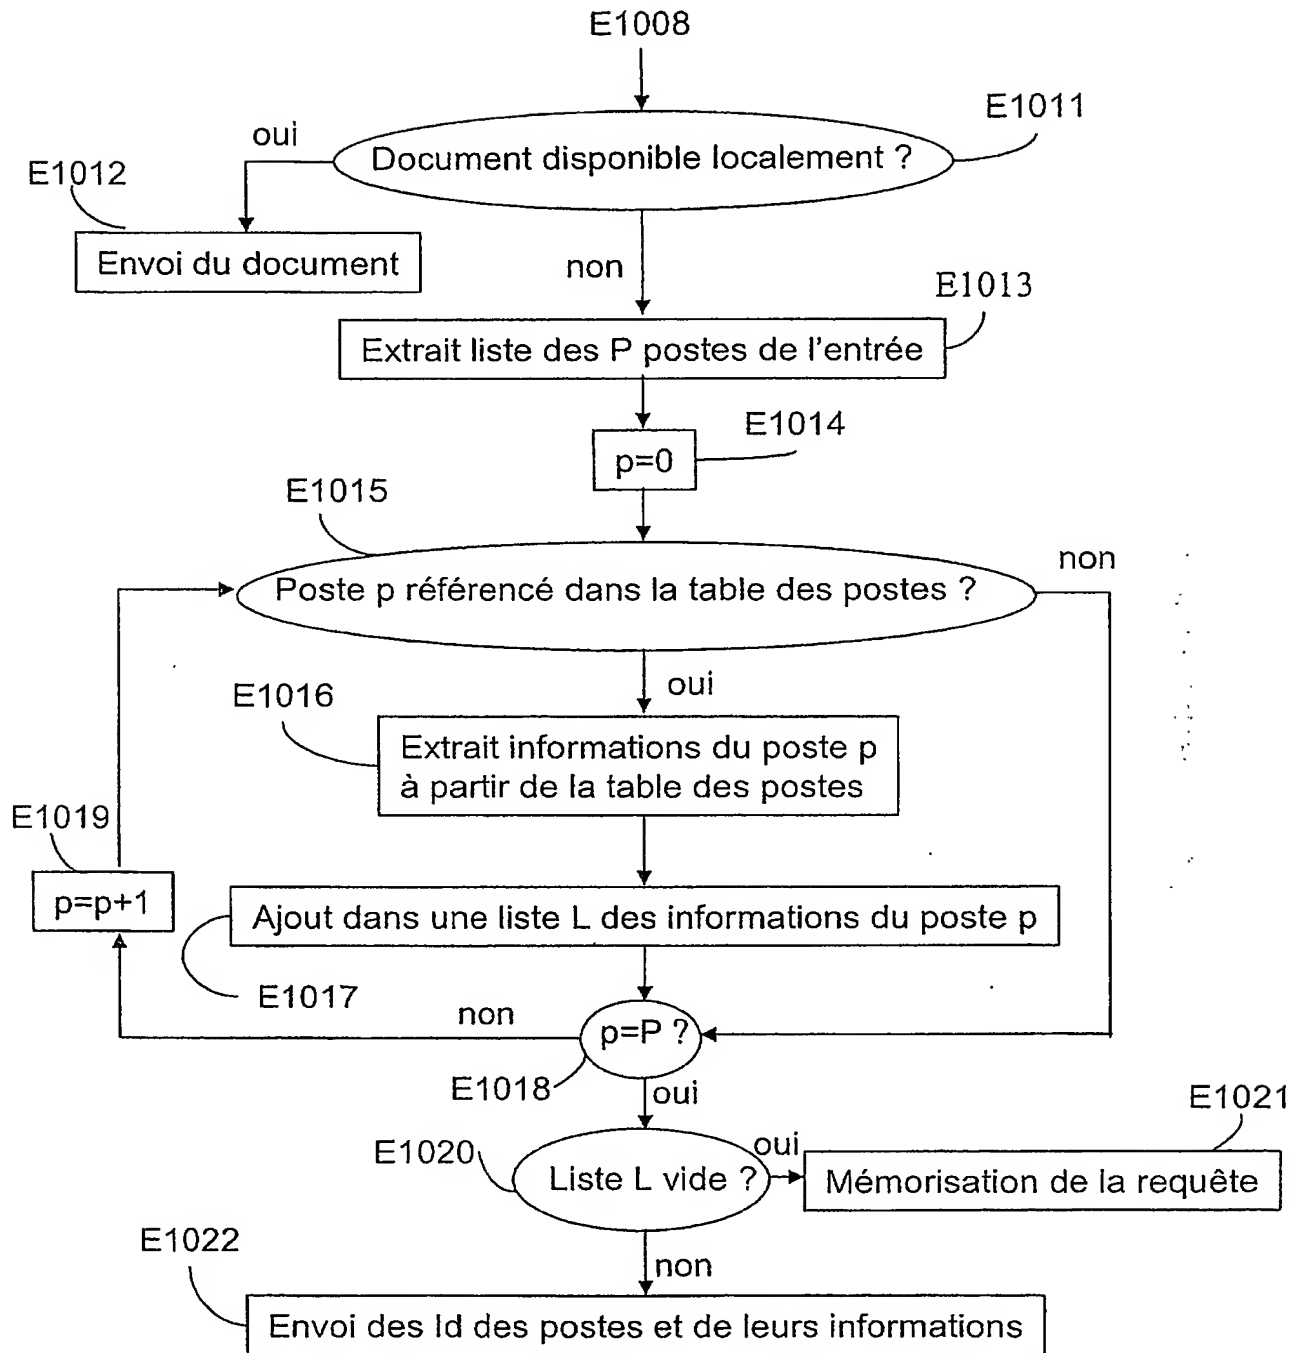 E1008
E1011
oui
Document disponible localement ?
E1012
Envoi du document
non
E1013
Extrait liste des P postes de l'entrée
E1014
p=0
E1015
non
Poste p référencé dans la table des postes ?
oui
E1016
Extrait informations du poste p
à partir de la table des postes
E1019
p=p+1
Ajout dans une liste L des informations du poste p
E1017
non
p=P ?
E1018
oui
E1021
E1020
oui
Liste L vide ?
Mémorisation de la requête
E1022
non
Envoi des Id des postes et de leurs informations